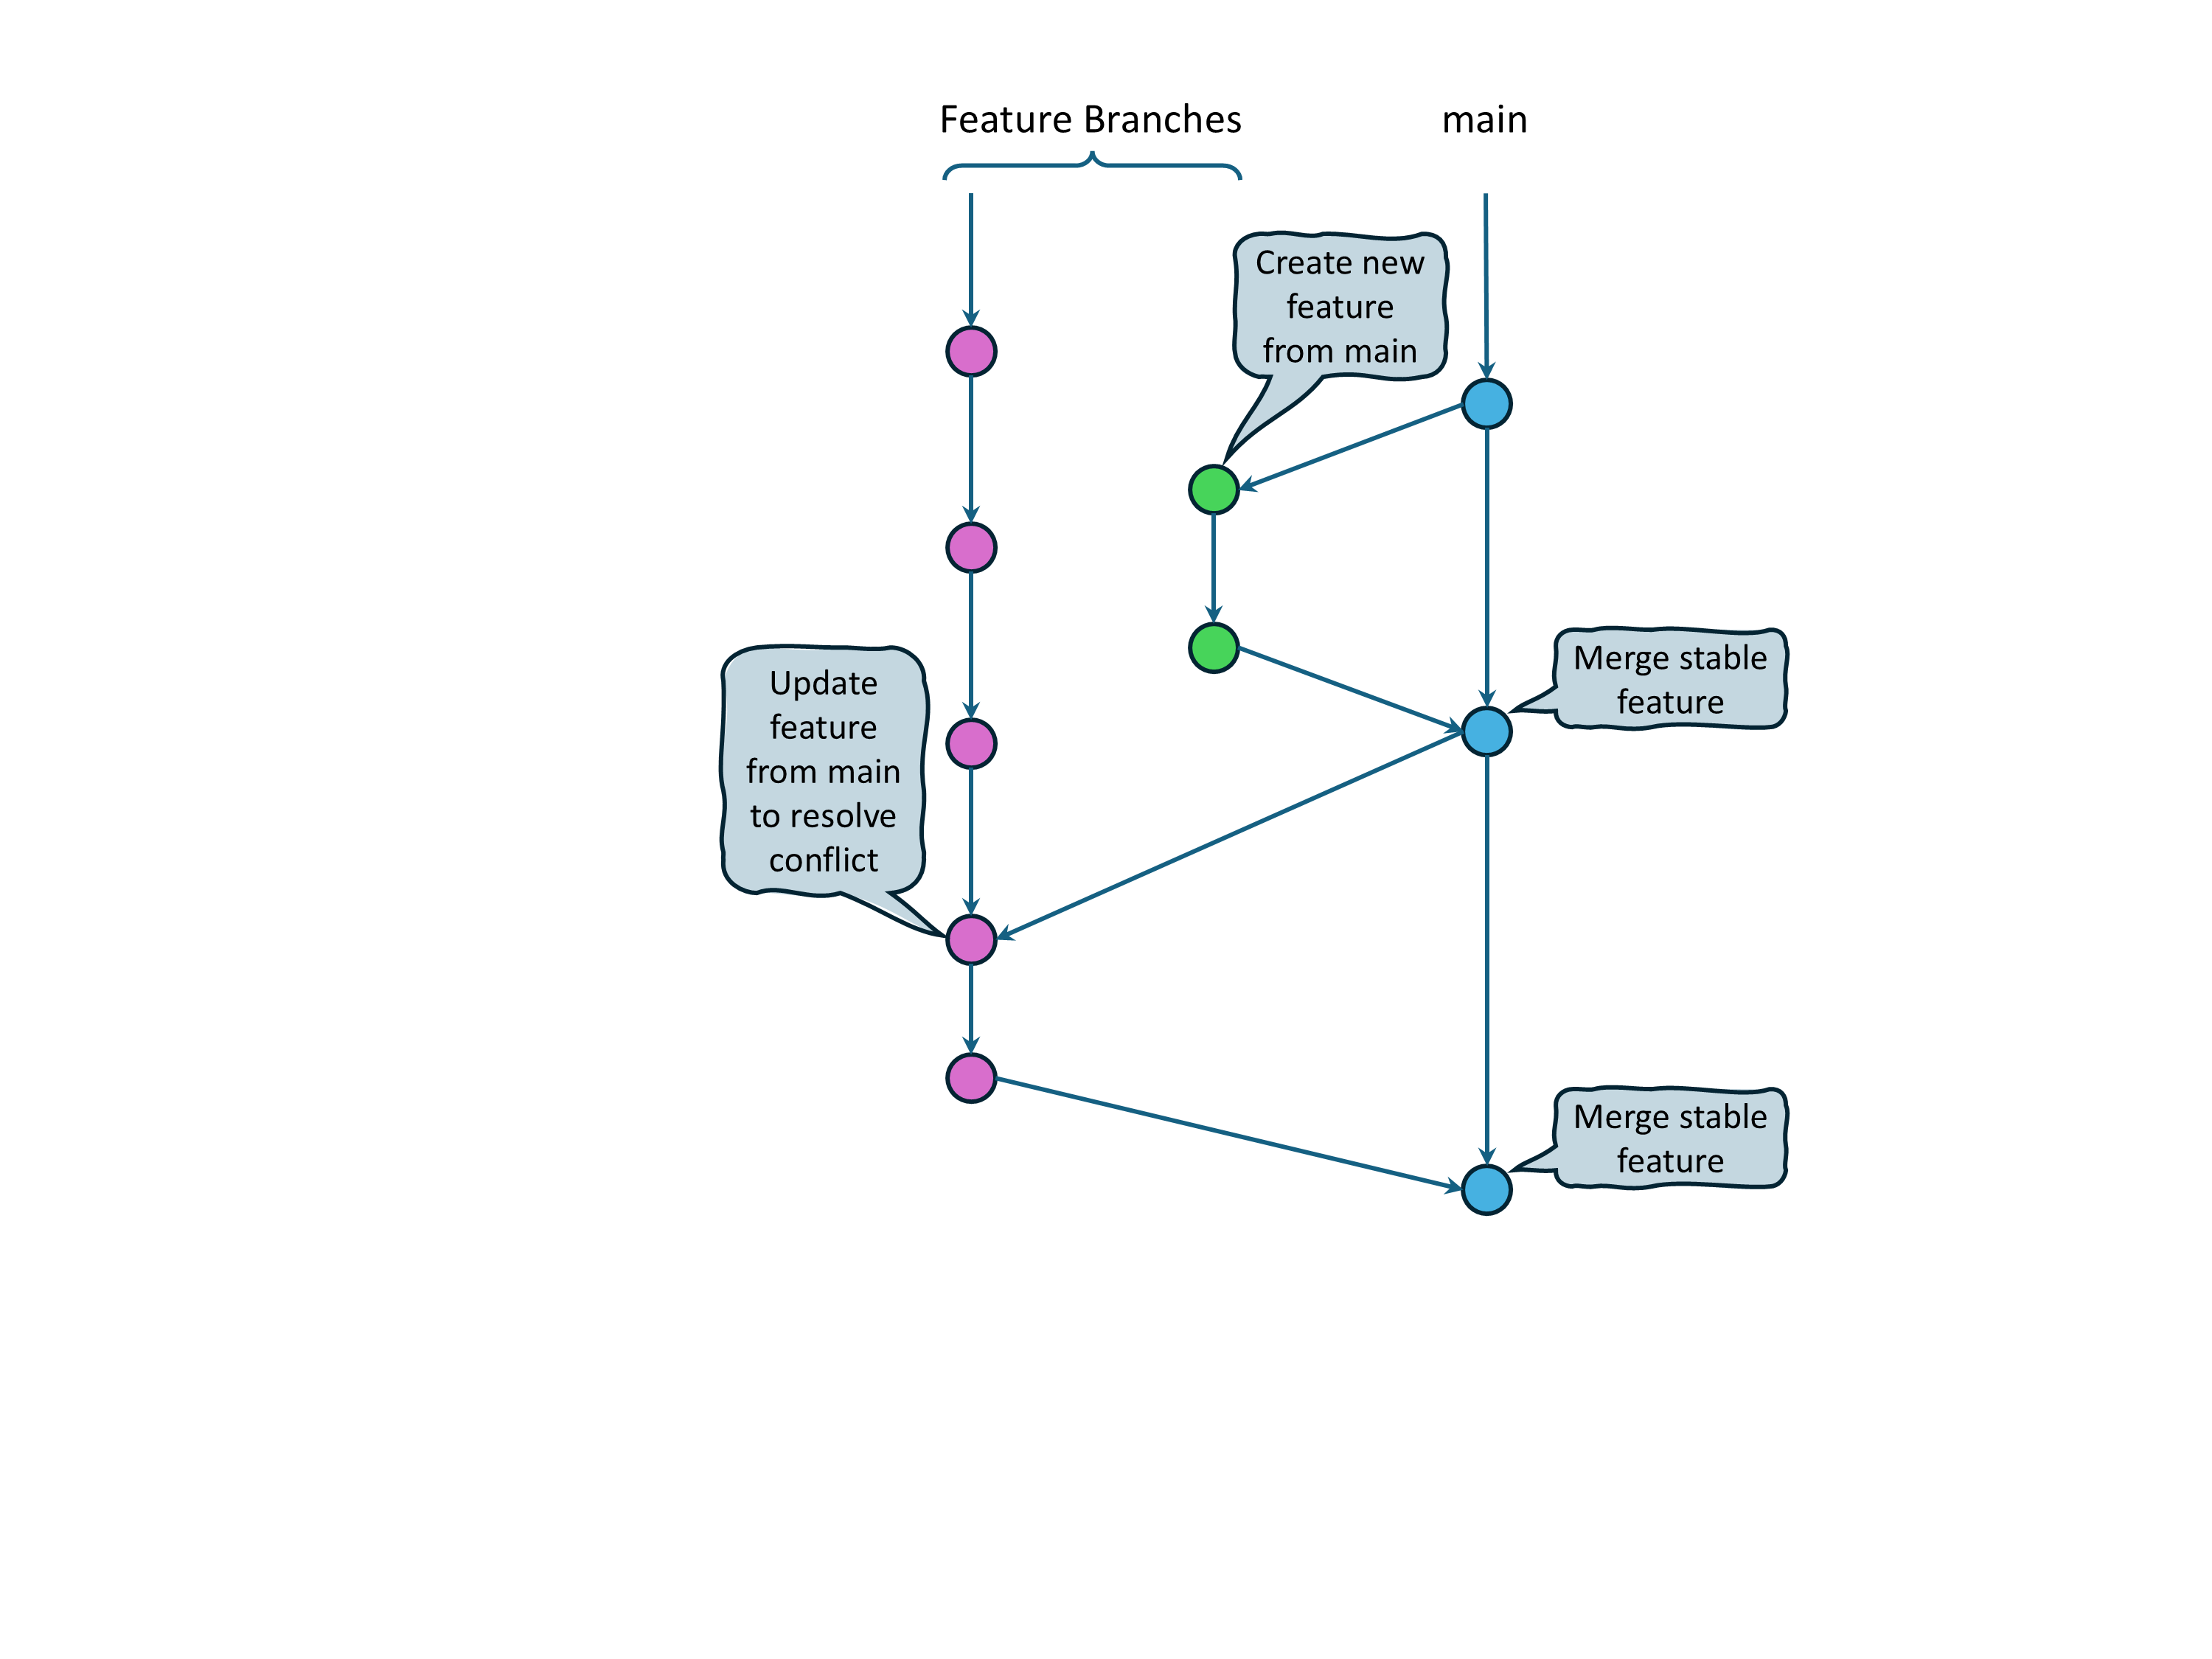 Feature Branches
main
Create new
feature
from main
Merge stable
feature
Update
feature
from main
to resolve
conflict
Merge stable
feature